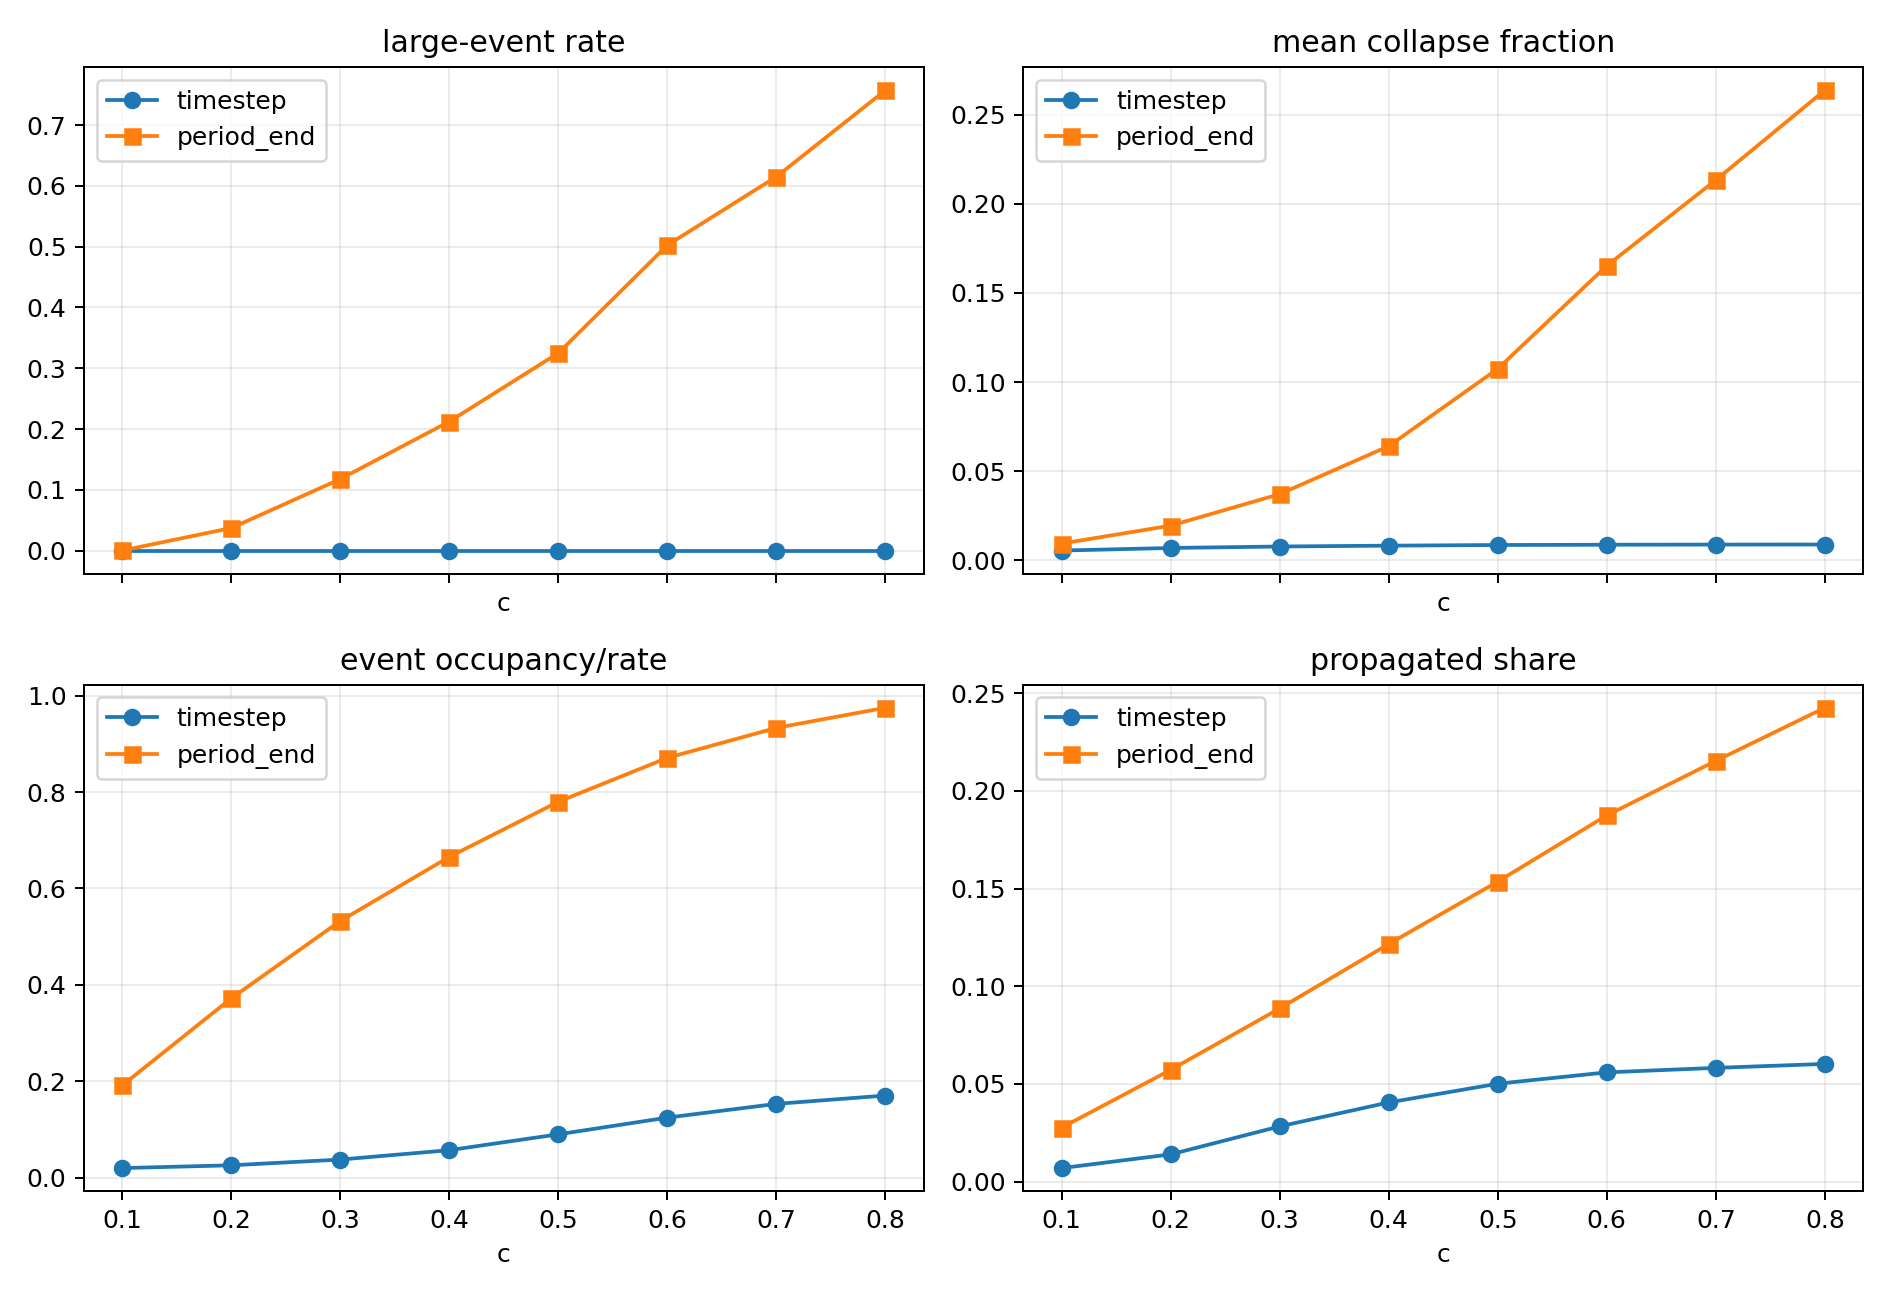 large-event rate
timestep
period_end
0.7
0.6
0.5
0.4
0.3
0.2
0.1
0.0
c
mean collapse fraction
timestep
period_end
0.25
0.20
0.15
0.10
0.05
0.00
c
event occupancy/rate
timestep
period_end
1.0
0.8
0.6
0.4
0.2
0.0
0.1 0.2 0.3 0.4 0.5 0.6 0.7 0.8
c
propagated share
timestep
period_end
0.25
0.20
0.15
0.10
0.05
0.00
0.1 0.2 0.3 0.4 0.5 0.6 0.7 0.8
c